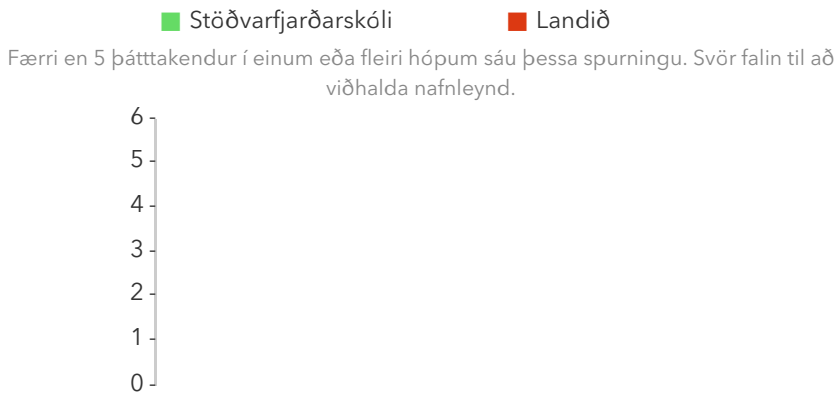 Stöðvarfjarðarskóli Landið
Færri en 5 þátttakendur í einum eða fleiri hópum sáu þessa spurningu. Svör falin til að
viðhalda nafnleynd.
6
5
4
3
2
1
0